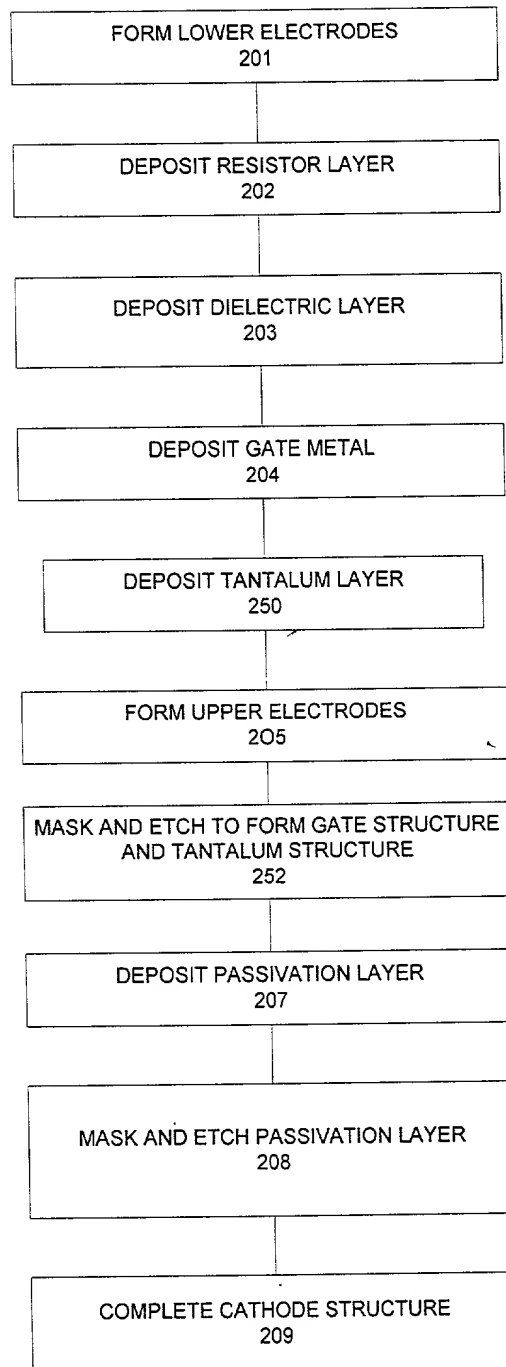 FORM LOWER ELECTRODES
201
DEPOSIT RESISTOR LAYER
202
DEPOSIT DIELECTRIC LAYER
203
DEPOSIT GATE METAL
204
DEPOSIT TANTALUM LAYER
250
FORM UPPER ELECTRODES
2O5
MASK AND ETCH TO FORM GATE STRUCTURE
AND TANTALUM STRUCTURE
252
DEPOSIT PASSIVATION LAYER
207
MASK AND ETCH PASSIVATION LAYER
208
COMPLETE CATHODE STRUCTURE
209